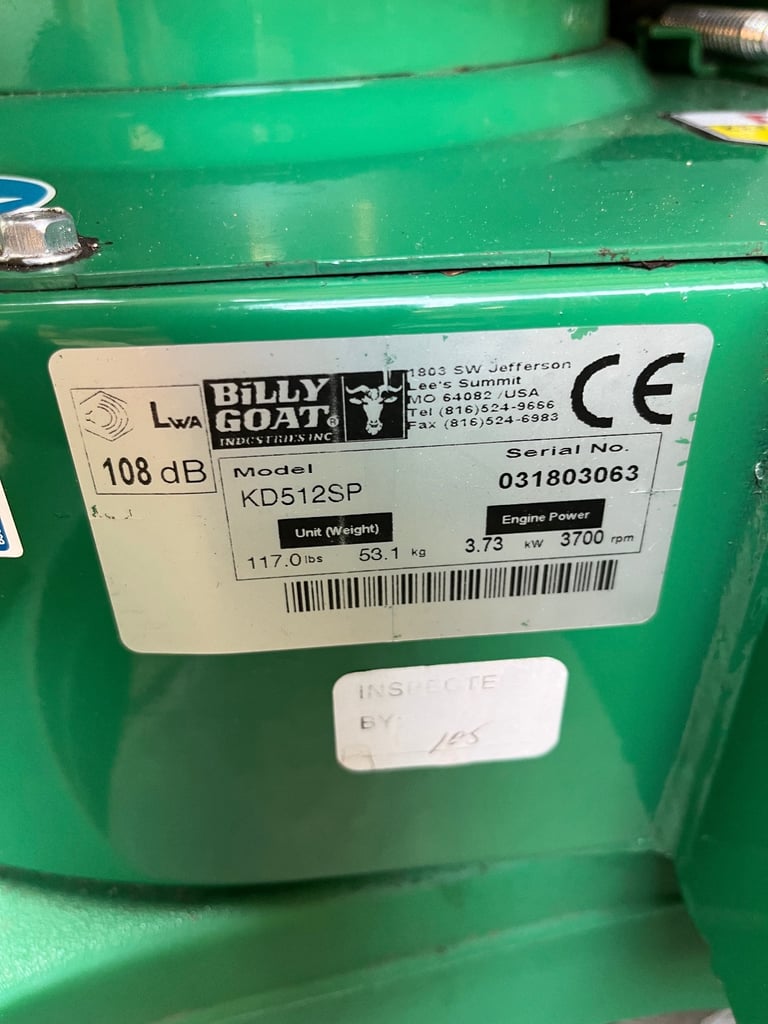 LWA
108 dB
BiLLY
GOAT®
INDUSTRIES INC
1803 SW Jefferson
Lee's Summit
MO 64082 /USA
Tel (816)524-9666
Fax (816)524-6983
CE
Model
KD512SP
Serial No.
031803063
Unit (Weight)
117.0 lbs 53.1 kg
Engine Power
3.73 kW 3700 rpm
INSPECTE
BY